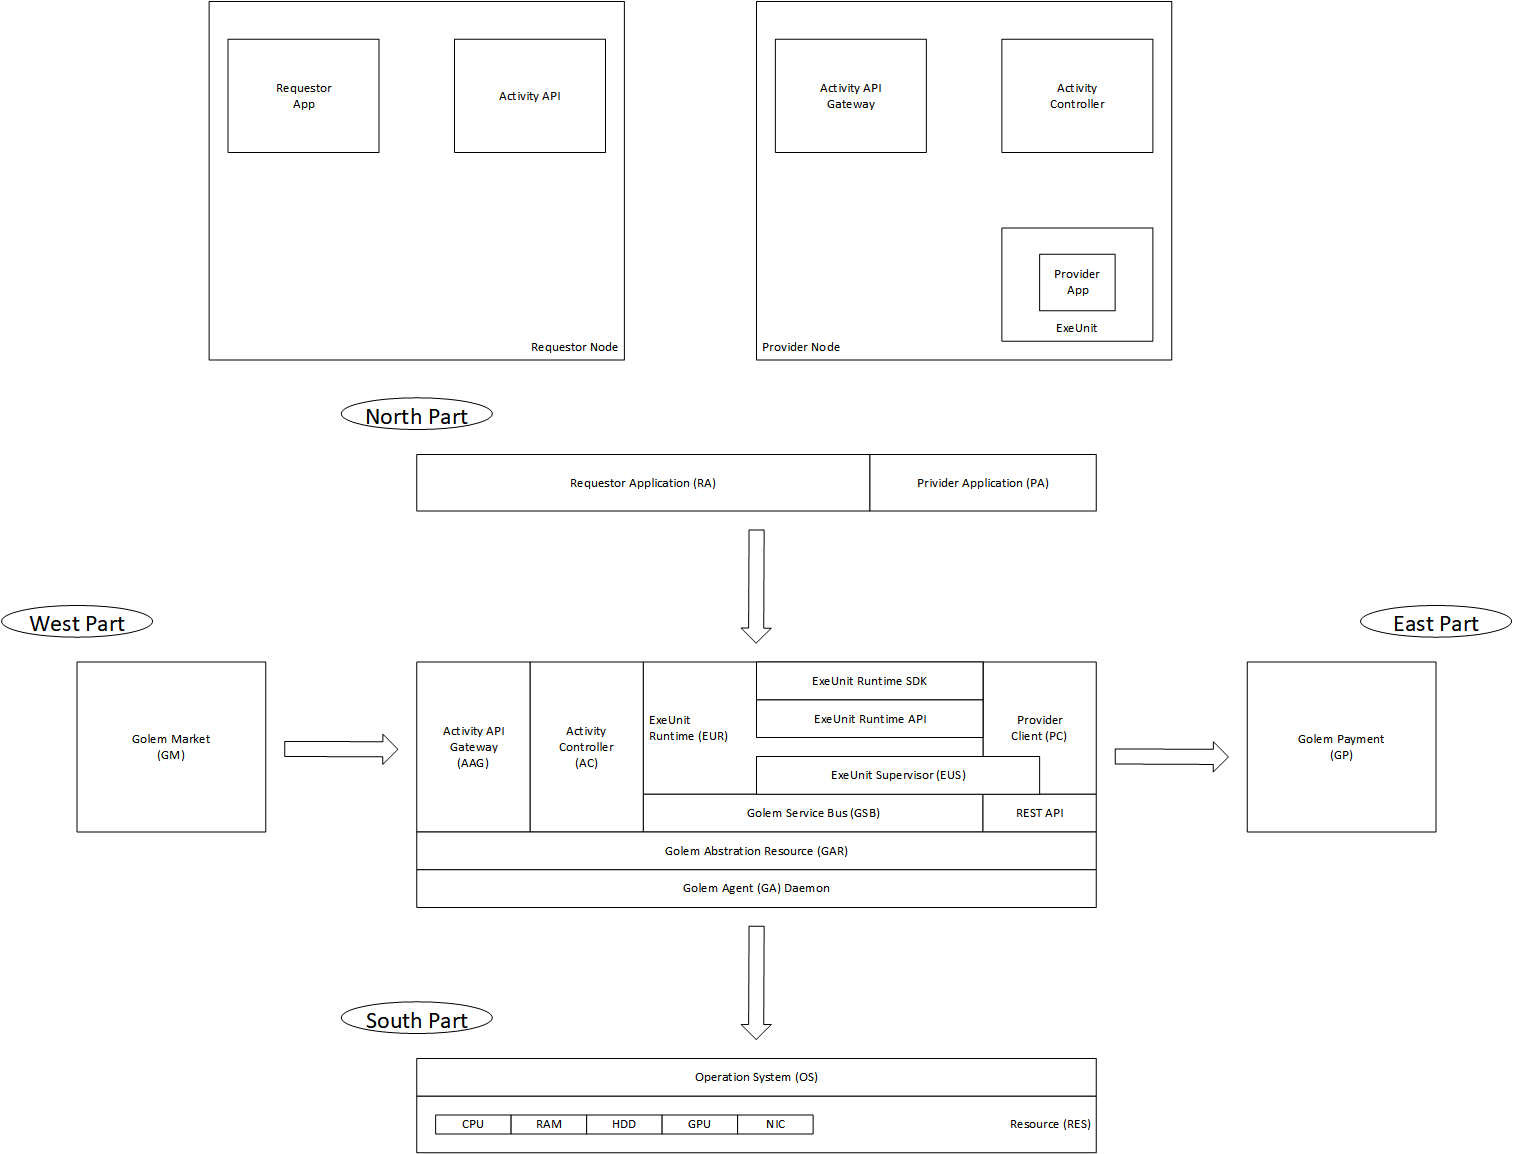 Requestor
App
Activity API
Activity API
Gateway
Activity
Controller
Provider
App
ExeUnit
Requestor Node
Provider Node
North Part
Requestor Application (RA)
Privider Application (PA)
West Part
East Part
Golem Market
(GM)
Activity API
Gateway
(AAG)
Activity
Controller
(AC)
ExeUnit
Runtime (EUR)
ExeUnit Runtime SDK
ExeUnit Runtime API
Provider
Client (PC)
ExeUnit Supervisor (EUS)
Golem Service Bus (GSB)
REST API
Golem Abstration Resource (GAR)
Golem Agent (GA) Daemon
Golem Payment
(GP)
South Part
Operation System (OS)
CPU
RAM
HDD
GPU
NIC
Resource (RES)